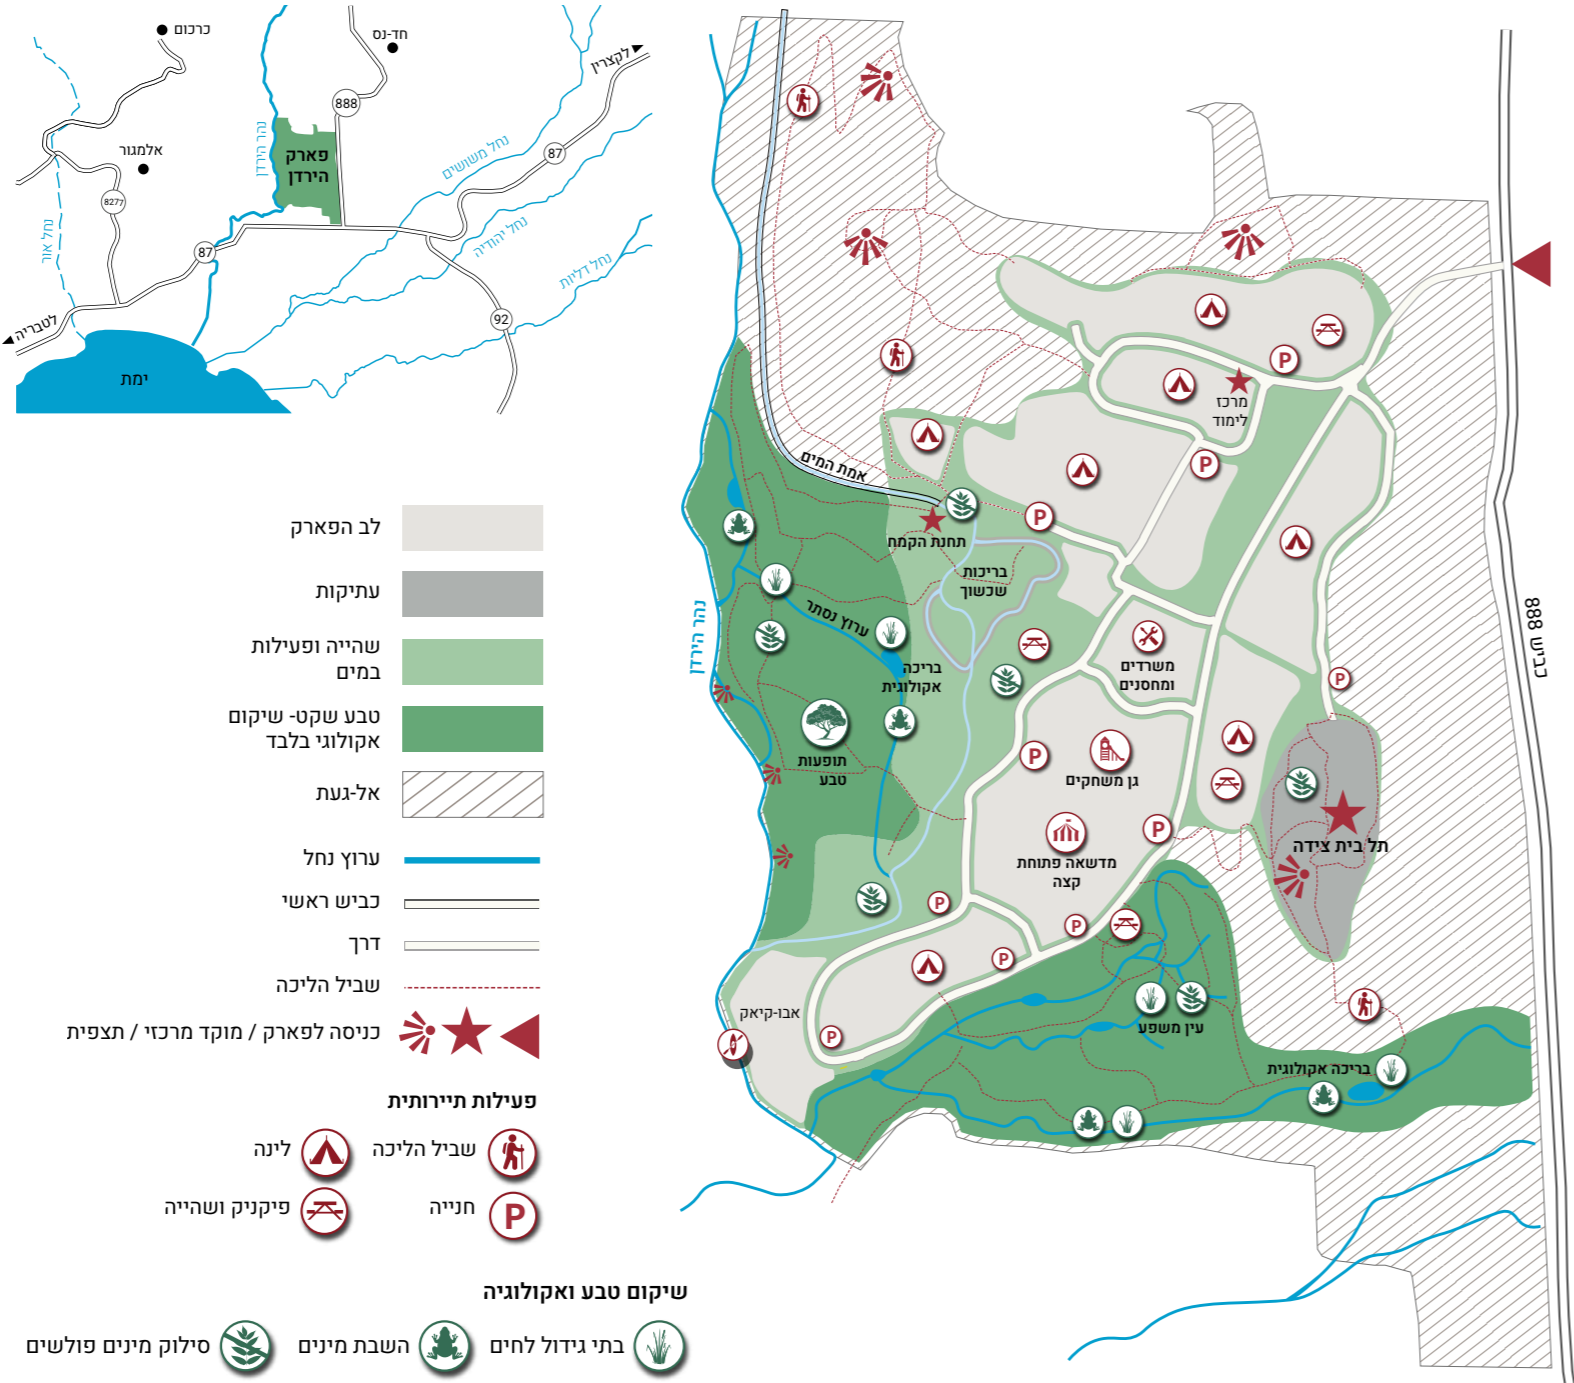 כרכום
חד-נס
לקצרין
888
נהר הירדן
פארק
הירדן
אלמגור
נחל משושים
87
8277
נחל אור
נחל יהודיה
87
נחל דליות
92
לטבריה
ימת
לב הפארק
עתיקות
שהייה ופעילות
במים
טבע שקט- שיקום
אקולוגי בלבד
אל-געת
ערוץ נחל
כביש ראשי
דרך
שביל הליכה
כניסה לפארק / מוקד מרכזי / תצפית
פעילות תיירותית
שביל הליכה
לינה
P
חנייה
פיקניק ושהייה
שיקום טבע ואקולוגיה
בתי גידול לחים
השבת מינים
סילוק מינים פולשים
P
מרכז
לימוד
P
אמת המים
P
תחנת הקמח
בריכות
שכשוך
כביש 888
נהר הירדן
ערוץ נסתר
משרדים
ומחסנים
בריכה
אקולוגית
P
P
תופעות
טבע
גן משחקים
P
תל בית צידה
מדשאה פתוחת
קצה
P
P
P
אבו-קיאק
P
עין משפע
בריכה אקולוגית